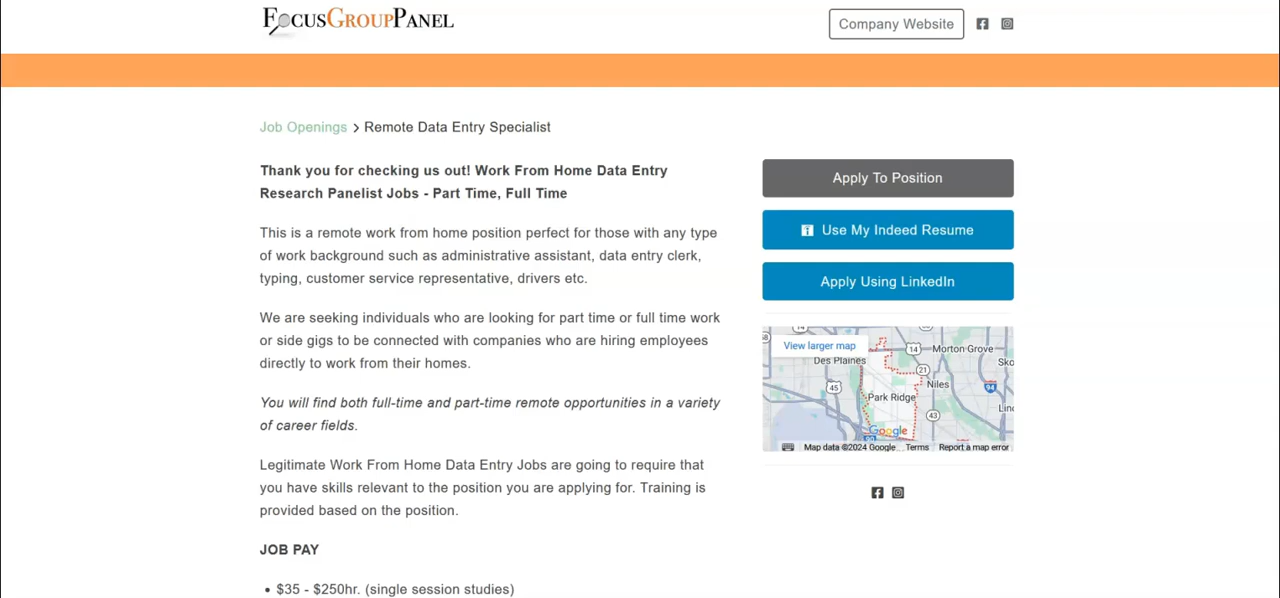 FOCUSGROUPPANEL
Company Website
Job Openings > Remote Data Entry Specialist
Thank you for checking us out! Work From Home Data Entry
Research Panelist Jobs - Part Time, Full Time
This is a remote work from home position perfect for those with any type
of work background such as administrative assistant, data entry clerk,
typing, customer service representative, drivers etc.
We are seeking individuals who are looking for part time or full time work
or side gigs to be connected with companies who are hiring employees
directly to work from their homes.
You will find both full-time and part-time remote opportunities in a variety
of career fields.
Legitimate Work From Home Data Entry Jobs are going to require that
you have skills relevant to the position you are applying for. Training is
provided based on the position.
JOB PAY
• $35 - $250hr. (single session studies)
Apply To Position
Use My Indeed Resume
Apply Using LinkedIn
View larger map
14
14
Morton Grove
Des Plaines
21
Sko
45
Niles
94
Park Ridge
43
Google
90
Map data ©2024 Google
Terms
Report a map error